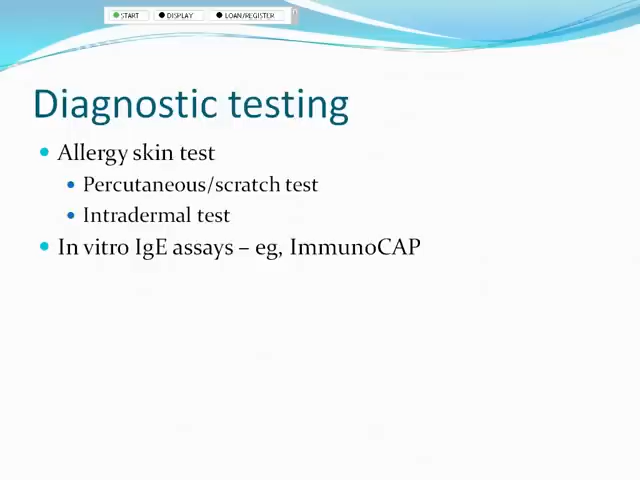 START DISPLAY LOAN/REGISTER
Diagnostic testing
Allergy skin test
Percutaneous/scratch test
Intradermal test
In vitro IgE assays – eg, ImmunoCAP